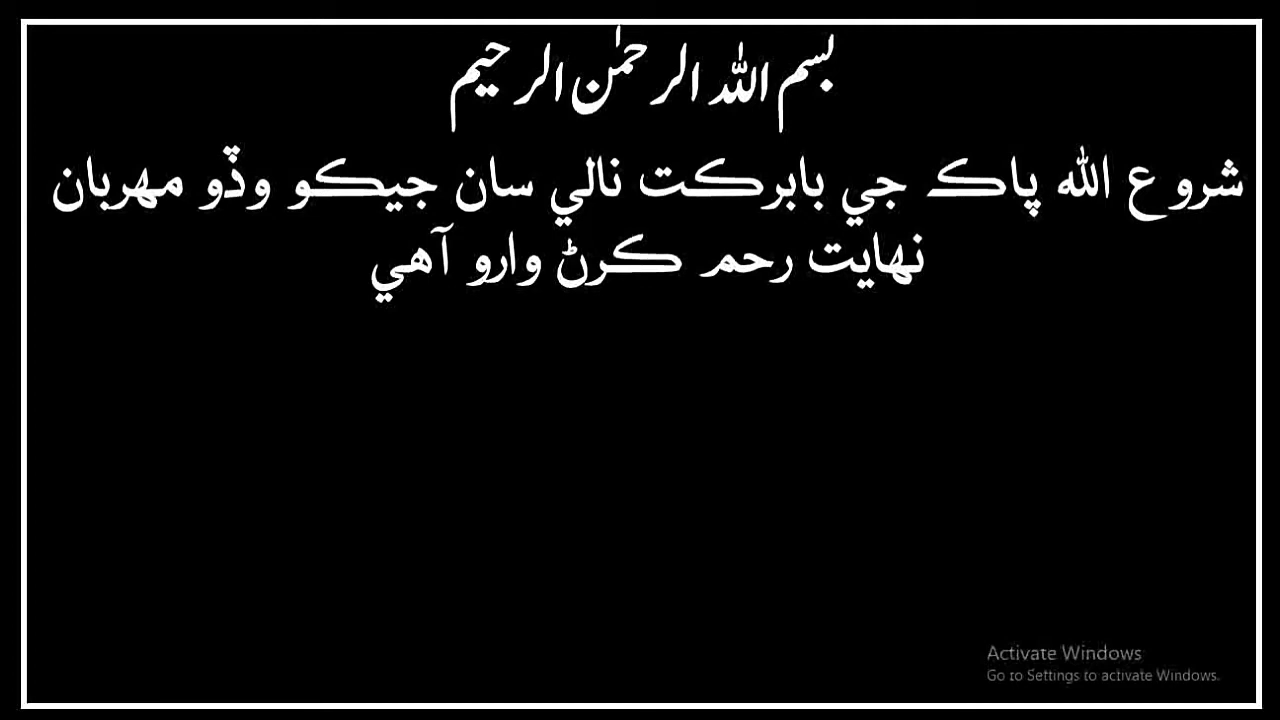 بسم الله الرحمٰن الرحيم
شروع الله پاڪ جي بابرڪت نالي سان جيڪو وڏو مهربان
نهايت رحم ڪرڻ وارو آهي
Activate Windows
Go to Settings to activate Windows.